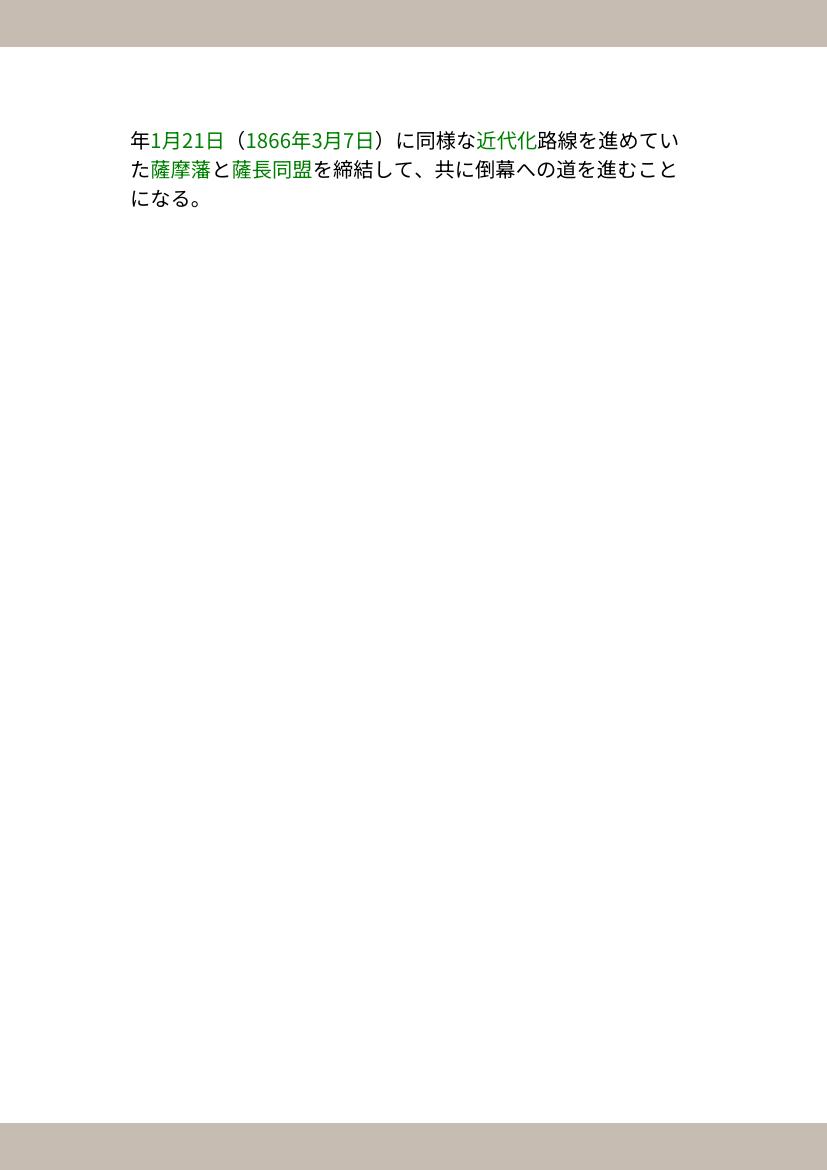 年1月21日（1866年3月7日）に同様な近代化路線を進めてい
た薩摩藩と薩長同盟を締結して、共に倒幕への道を進むこと
になる。